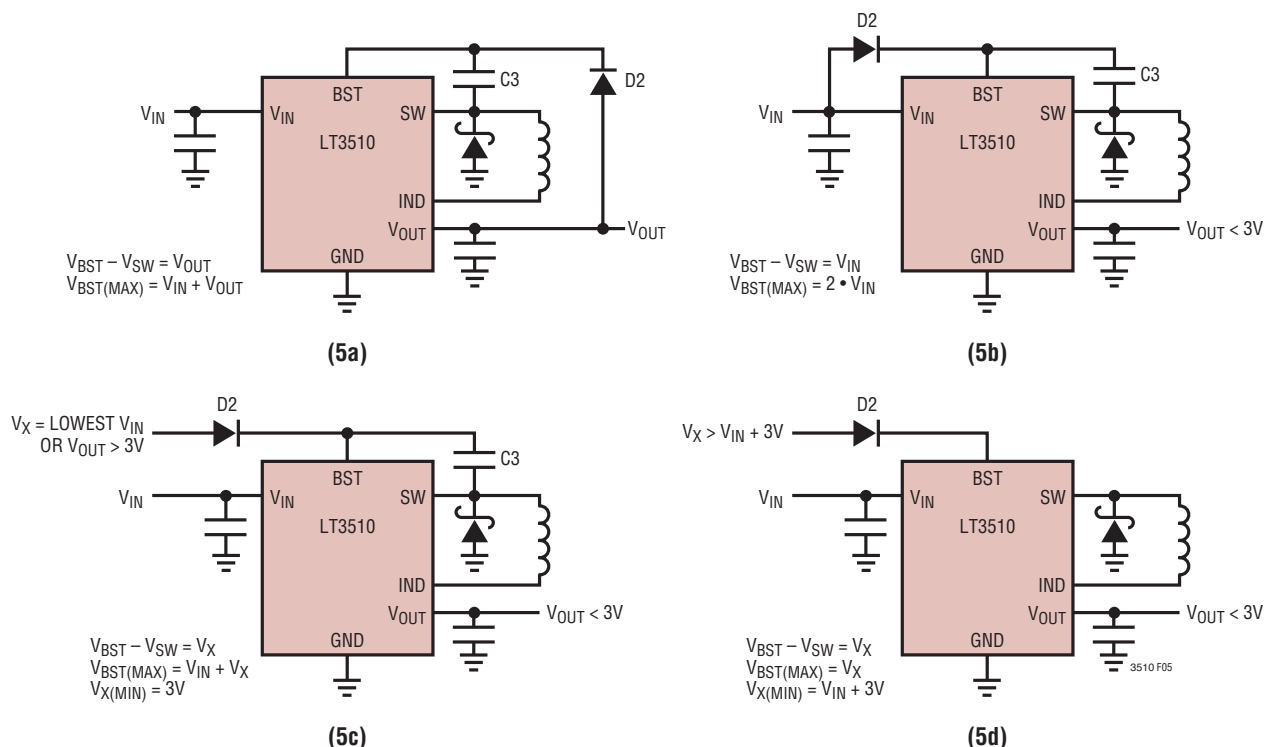 BST
C3
D2
V_IN
V_IN
SW
LT3510
IND
V_OUT
V_OUT
GND
V_BST – V_SW = V_OUT
V_BST(MAX) = V_IN + V_OUT
(5a)
D2
BST
C3
V_IN
V_IN
SW
LT3510
IND
V_OUT
V_OUT < 3V
GND
V_BST – V_SW = V_IN
V_BST(MAX) = 2 • V_IN
(5b)
D2
V_X = LOWEST V_IN
OR V_OUT > 3V
BST
C3
V_IN
V_IN
SW
LT3510
IND
V_OUT
V_OUT < 3V
GND
V_BST – V_SW = V_X
V_BST(MAX) = V_IN + V_X
V_X(MIN) = 3V
(5c)
D2
V_X > V_IN + 3V
BST
V_IN
V_IN
SW
LT3510
IND
V_OUT
V_OUT < 3V
GND
V_BST – V_SW = V_X
V_BST(MAX) = V_X
V_X(MIN) = V_IN + 3V
3510 F05
(5d)